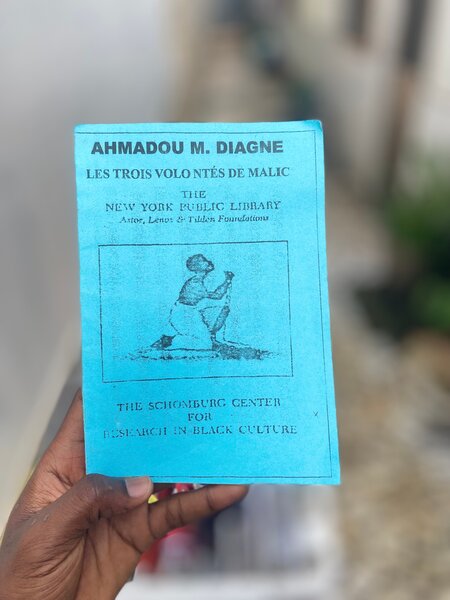 AHMADOU M. DIAGNE
LES TROIS VOLO NTÉS DE MALIC
THE
NEW YORK PUBLIC LIBRARY
Astor, Lenox & Tilden Foundations
THE SCHOMBURG CENTER
FOR
RESEARCH IN BLACK CULTURE